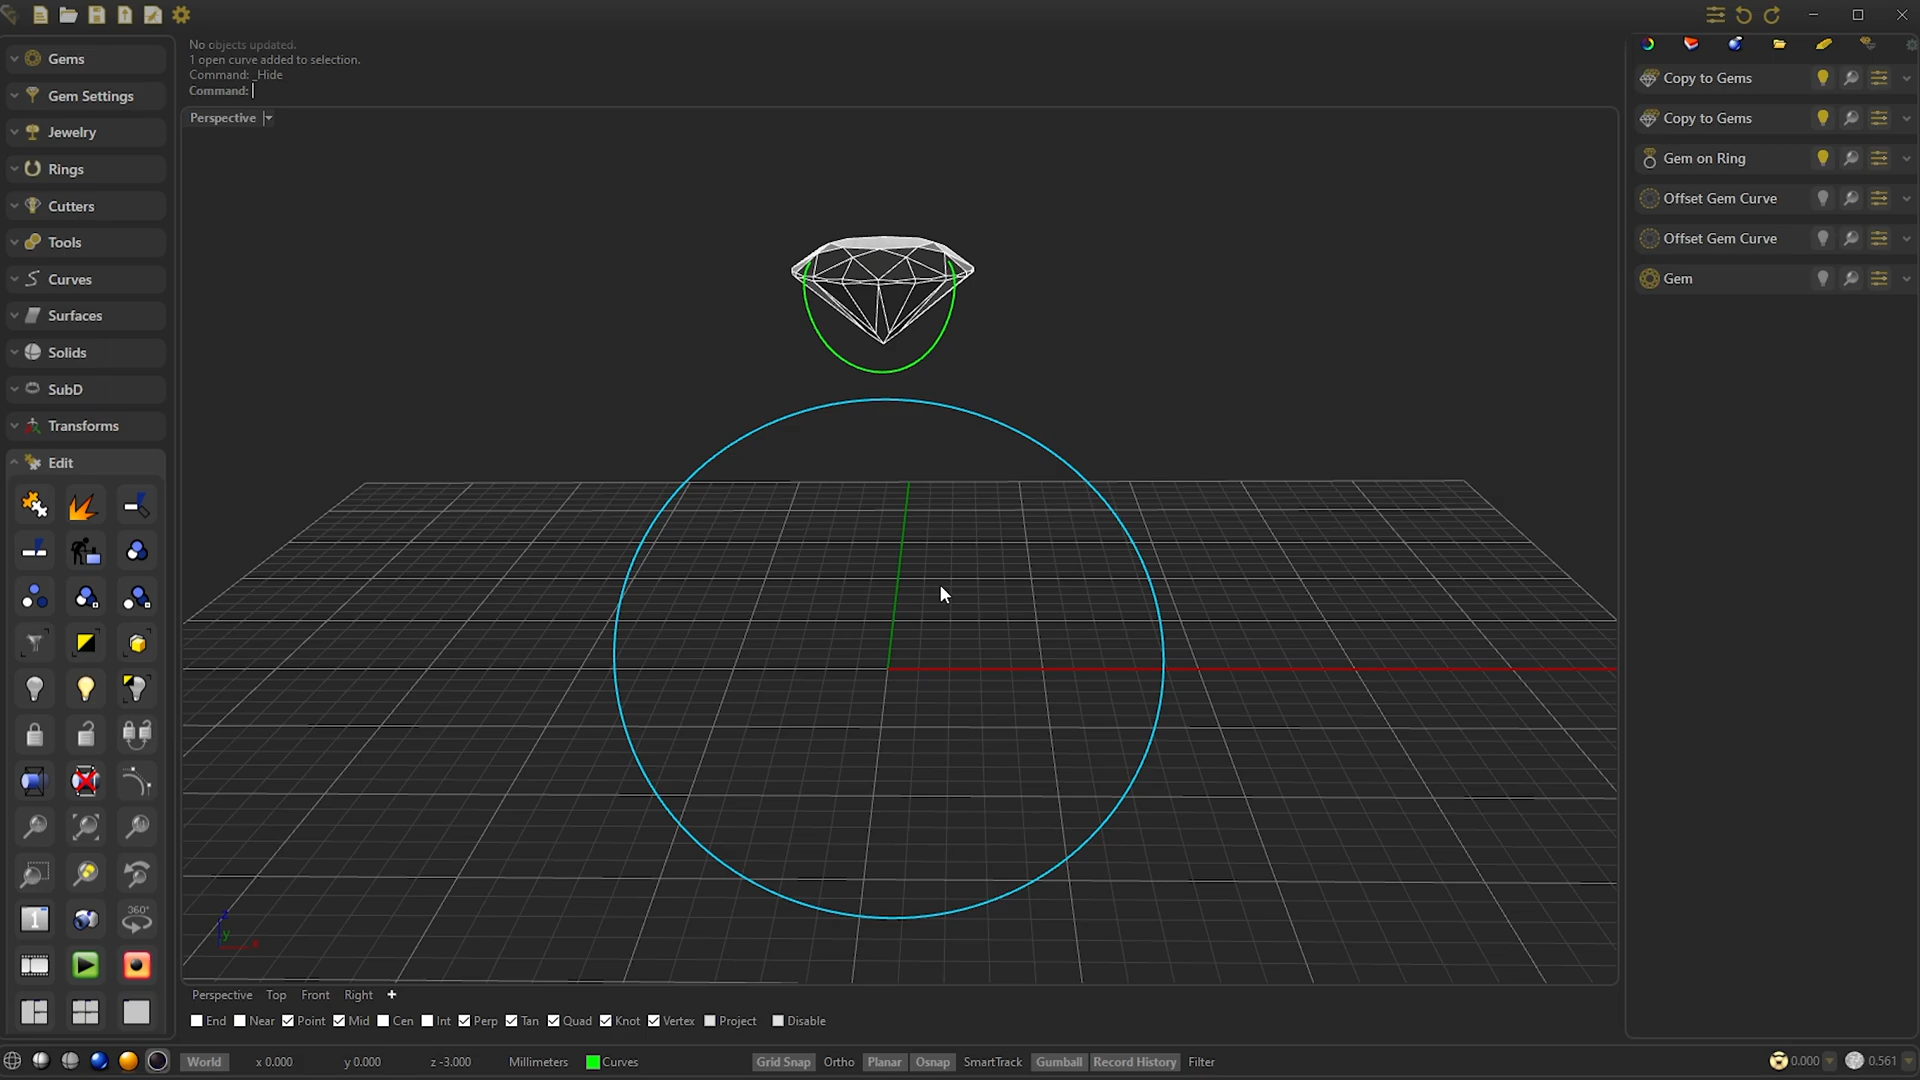 No objects updated.
1 open curve added to selection.
Command: _Hide
Command:
Gems
Gem Settings
Jewelry
Rings
Cutters
Tools
Curves
Surfaces
Solids
SubD
Transforms
Edit
1
360°
Perspective
y
x
Copy to Gems
Copy to Gems
Gem on Ring
Offset Gem Curve
Offset Gem Curve
Gem
Perspective Top Front Right
End Near Point Mid Cen Int Perp Tan Quad Knot Vertex Project Disable
World x 0.000 y 0.000 z -3.000 Millimeters Curves Grid Snap Ortho Planar Osnap SmartTrack Gumball Record History Filter 0.000 0.561